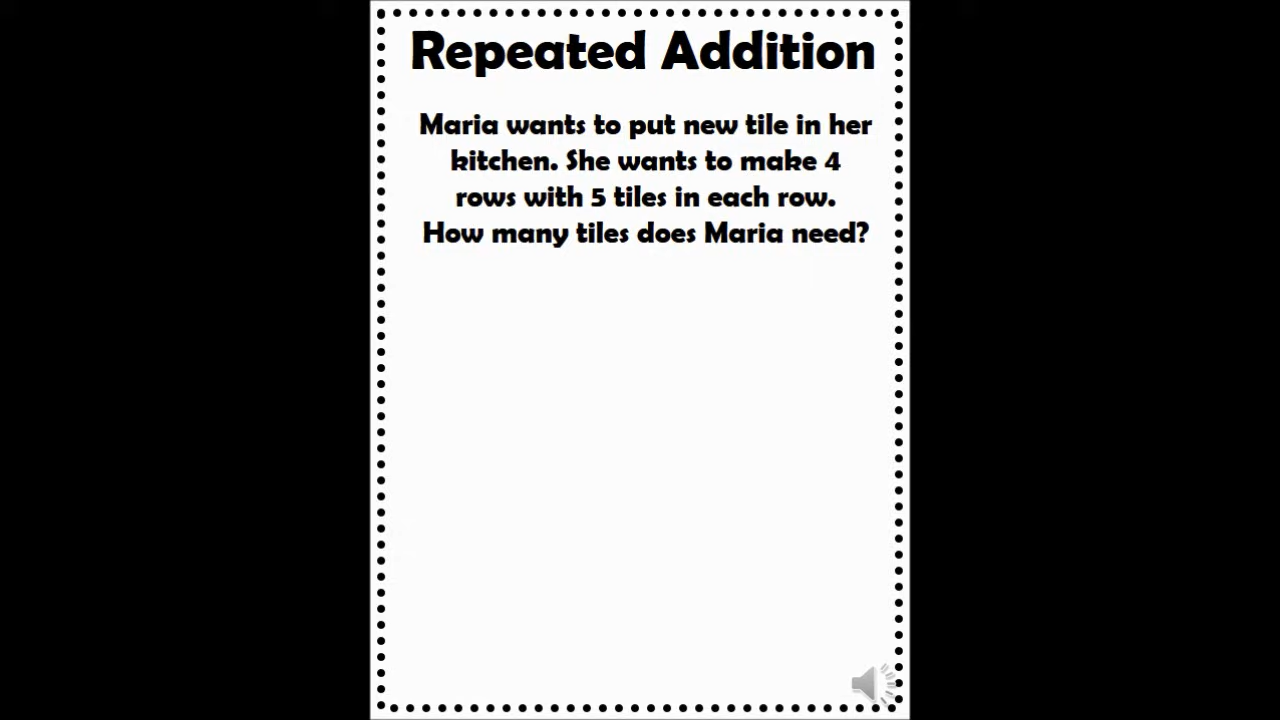 Repeated Addition
Maria wants to put new tile in her
kitchen. She wants to make 4
rows with 5 tiles in each row.
How many tiles does Maria need?